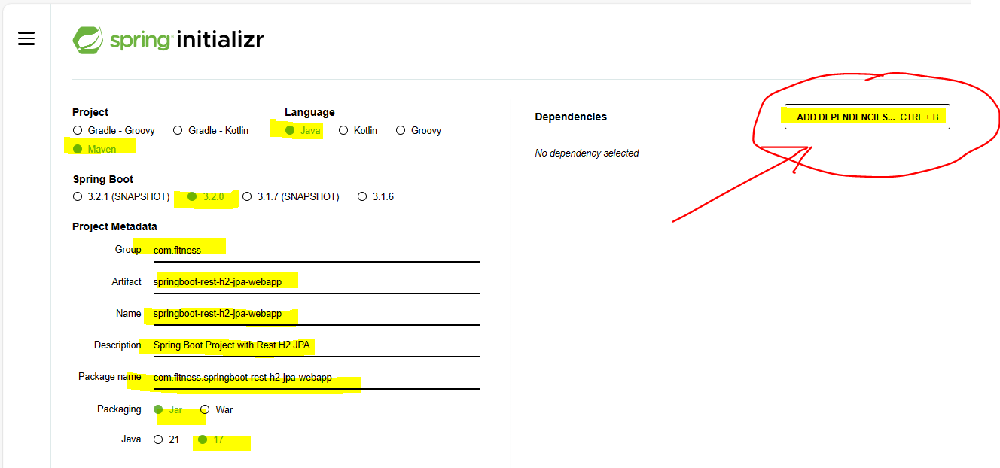 spring initializr
Project
Gradle - Groovy Gradle - Kotlin
Maven
Language
Java Kotlin Groovy
Spring Boot
3.2.1 (SNAPSHOT) 3.2.0 3.1.7 (SNAPSHOT) 3.1.6
Project Metadata
Group com.fitness
Artifact springboot-rest-h2-jpa-webapp
Name springboot-rest-h2-jpa-webapp
Description Spring Boot Project with Rest H2 JPA
Package name com.fitness.springboot-rest-h2-jpa-webapp
Packaging Jar War
Java 21 17
Dependencies
ADD DEPENDENCIES... CTRL + B
No dependency selected